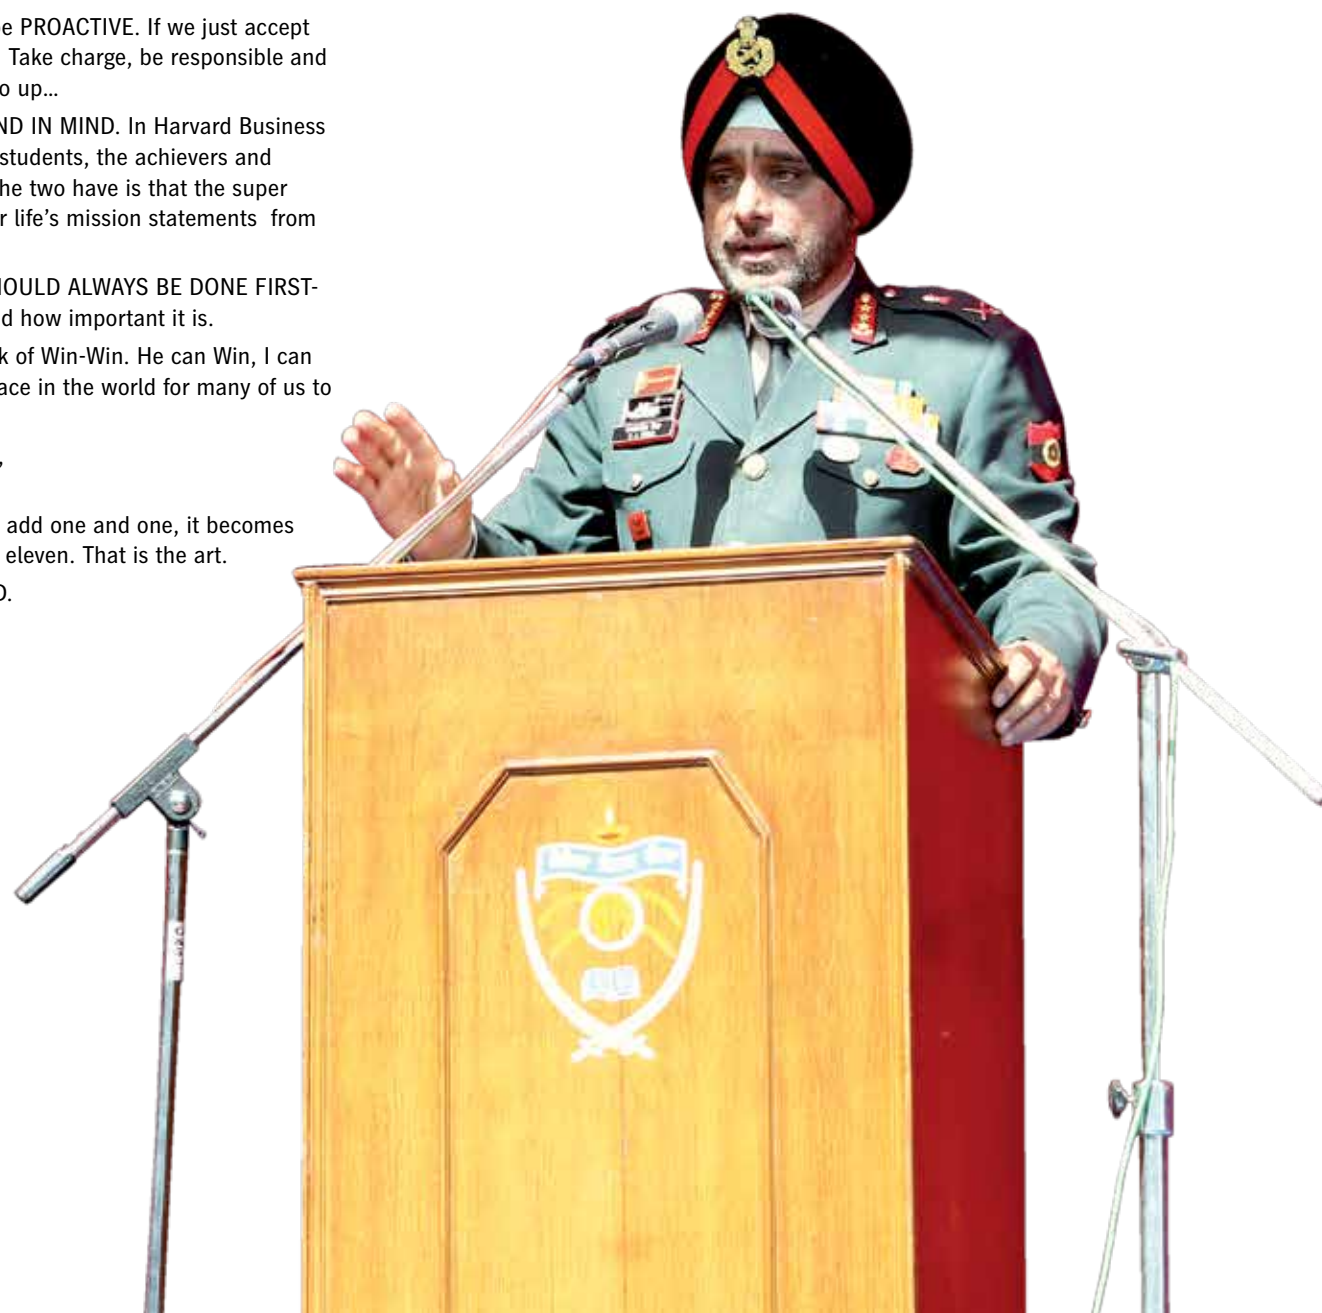 e PROACTIVE. If we just accept
Take charge, be responsible and
o up...
ND IN MIND. In Harvard Business
students, the achievers and
he two have is that the super
r life's mission statements from
HOULD ALWAYS BE DONE FIRST-
d how important it is.
k of Win-Win. He can Win, I can
ace in the world for many of us to
,
add one and one, it becomes
eleven. That is the art.
D.